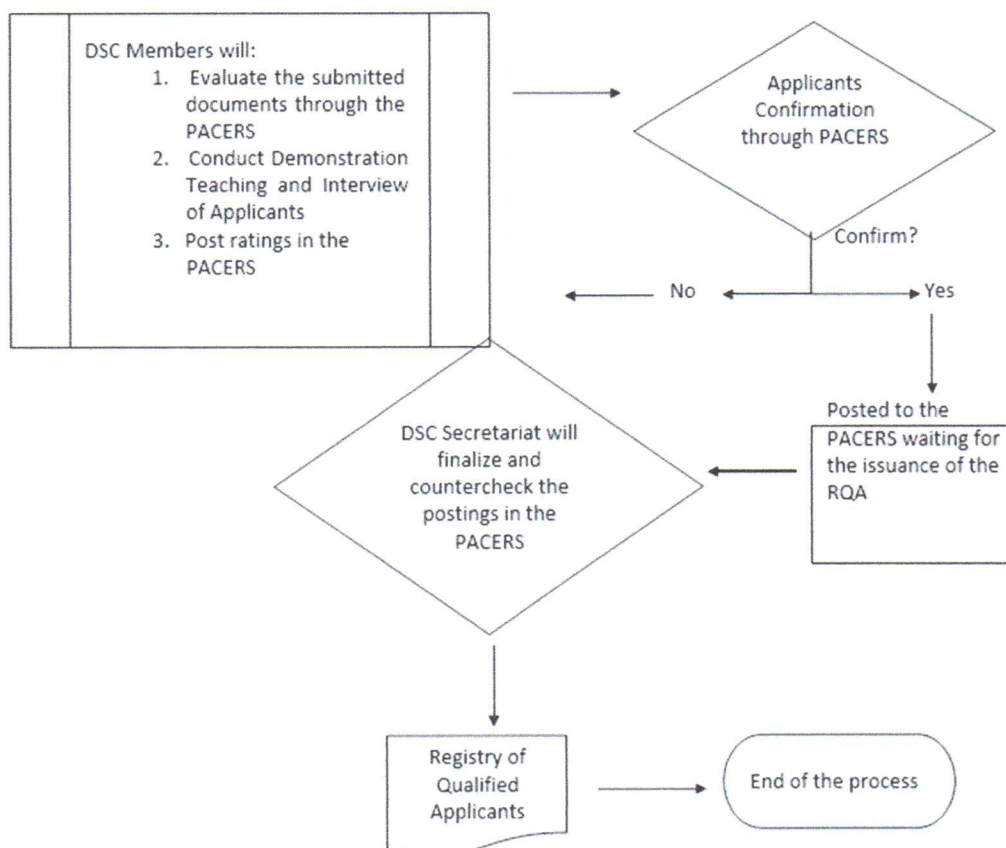 DSC Members will:
1. Evaluate the submitted
documents through the
PACERS
2. Conduct Demonstration
Teaching and Interview
of Applicants
3. Post ratings in the
PACERS
Applicants
Confirmation
through PACERS
Confirm?
No
Yes
Posted to the
PACERS waiting for
the issuance of the
RQA
DSC Secretariat will
finalize and
countercheck the
postings in the
PACERS
Registry of
Qualified
Applicants
End of the process